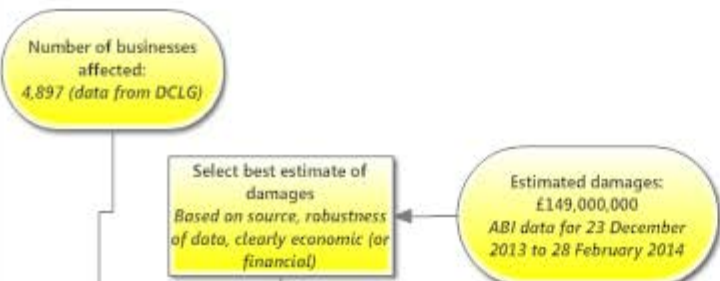 Number of businesses
affected:
4,897 (data from DCLG)
Select best estimate of
damages
Based on source, robustness
of data, clearly economic (or
financial)
Estimated damages:
£149,000,000
ABI data for 23 December
2013 to 28 February 2014